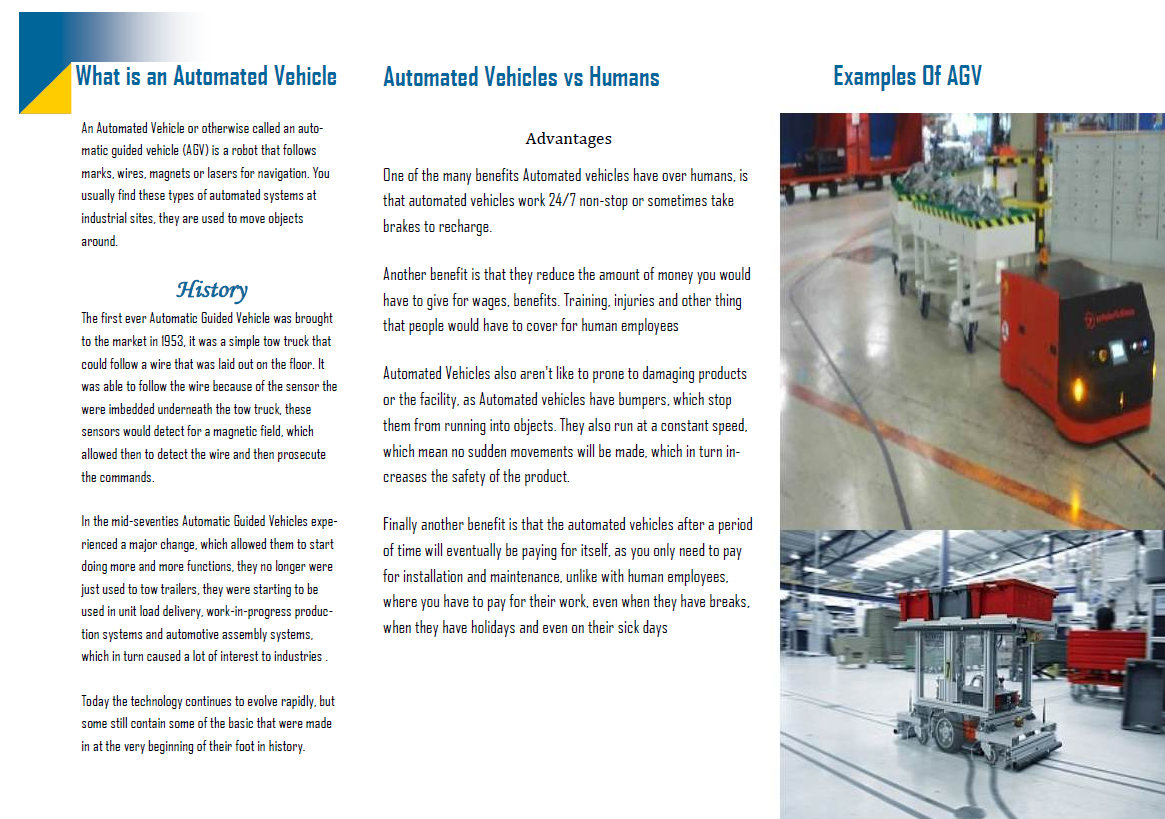 What is an Automated Vehicle
An Automated Vehicle or otherwise called an auto-
matic guided vehicle (AGV) is a robot that follows
marks, wires, magnets or lasers for navigation. You
usually find these types of automated systems at
industrial sites, they are used to move objects
around.
History
The first ever Automatic Guided Vehicle was brought
to the market in 1953, it was a simple tow truck that
could follow a wire that was laid out on the floor. It
was able to follow the wire because of the sensor the
were imbedded underneath the tow truck, these
sensors would detect for a magnetic field, which
allowed then to detect the wire and then prosecute
the commands.
In the mid-seventies Automatic Guided Vehicles expe-
rienced a major change, which allowed them to start
doing more and more functions, they no longer were
just used to tow trailers, they were starting to be
used in unit load delivery, work-in-progress produc-
tion systems and automotive assembly systems,
which in turn caused a lot of interest to industries .
Today the technology continues to evolve rapidly, but
some still contain some of the basic that were made
in at the very beginning of their foot in history.
Automated Vehicles vs Humans
Advantages
One of the many benefits Automated vehicles have over humans, is
that automated vehicles work 24/7 non-stop or sometimes take
brakes to recharge.
Another benefit is that they reduce the amount of money you would
have to give for wages, benefits. Training, injuries and other thing
that people would have to cover for human employees
Automated Vehicles also aren't like to prone to damaging products
or the facility, as Automated vehicles have bumpers, which stop
them from running into objects. They also run at a constant speed,
which mean no sudden movements will be made, which in turn in-
creases the safety of the product.
Finally another benefit is that the automated vehicles after a period
of time will eventually be paying for itself, as you only need to pay
for installation and maintenance, unlike with human employees,
where you have to pay for their work, even when they have breaks,
when they have holidays and even on their sick days
Examples Of AGV